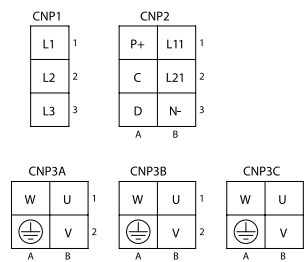 CNP1 CNP2
L1 1 P+ L11 1
L2 2 C L21 2
L3 3 D N- 3
A B
CNP3A CNP3B CNP3C
W U 1 W U 1 W U
V 2 V 2 V
A B A B A B